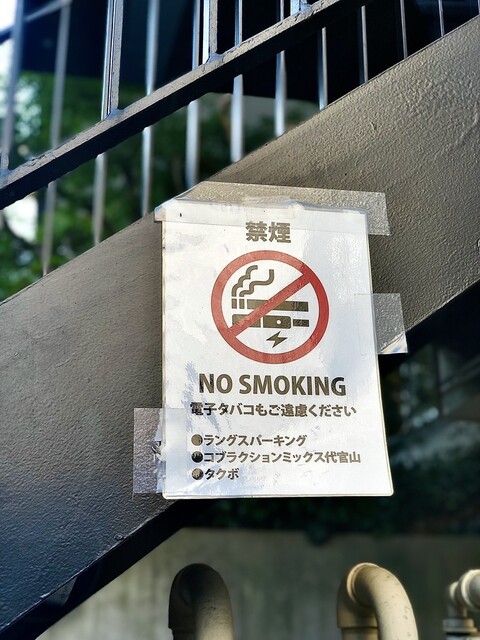 禁煙
NO SMOKING
電子タバコもご遠慮ください
ラングスパーキング
コブラクションミックス代官山
タクボ